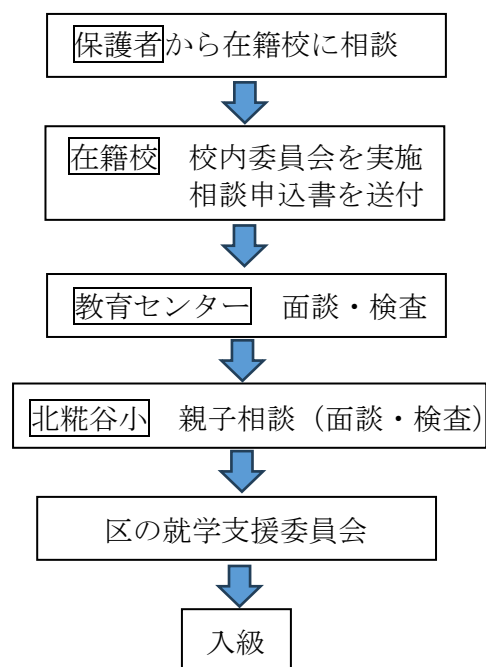 保護者から在籍校に相談
在籍校　校内委員会を実施
相談申込書を送付
教育センター　面談・検査
北糀谷小　親子相談（面談・検査）
区の就学支援委員会
入級